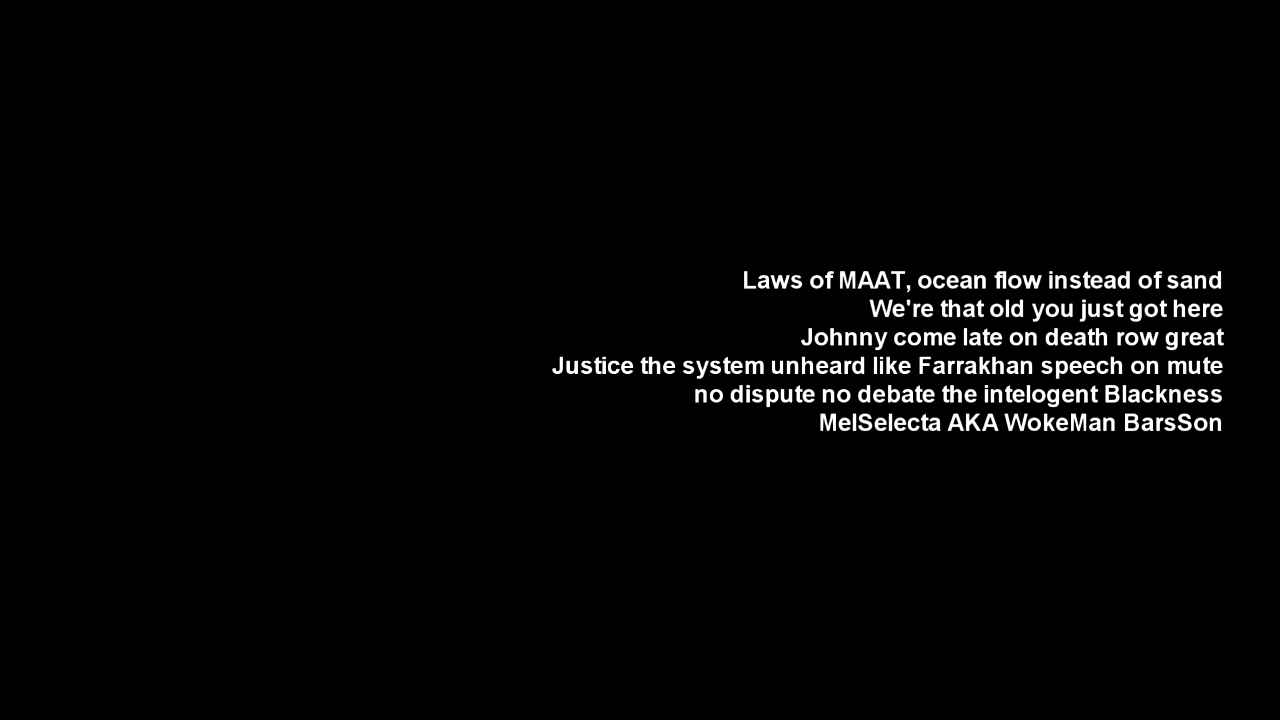 Laws of MAAT, ocean flow instead of sand
We're that old you just got here
Johnny come late on death row great
Justice the system unheard like Farrakhan speech on mute
no dispute no debate the intelogent Blackness
MelSelecta AKA WokeMan BarsSon